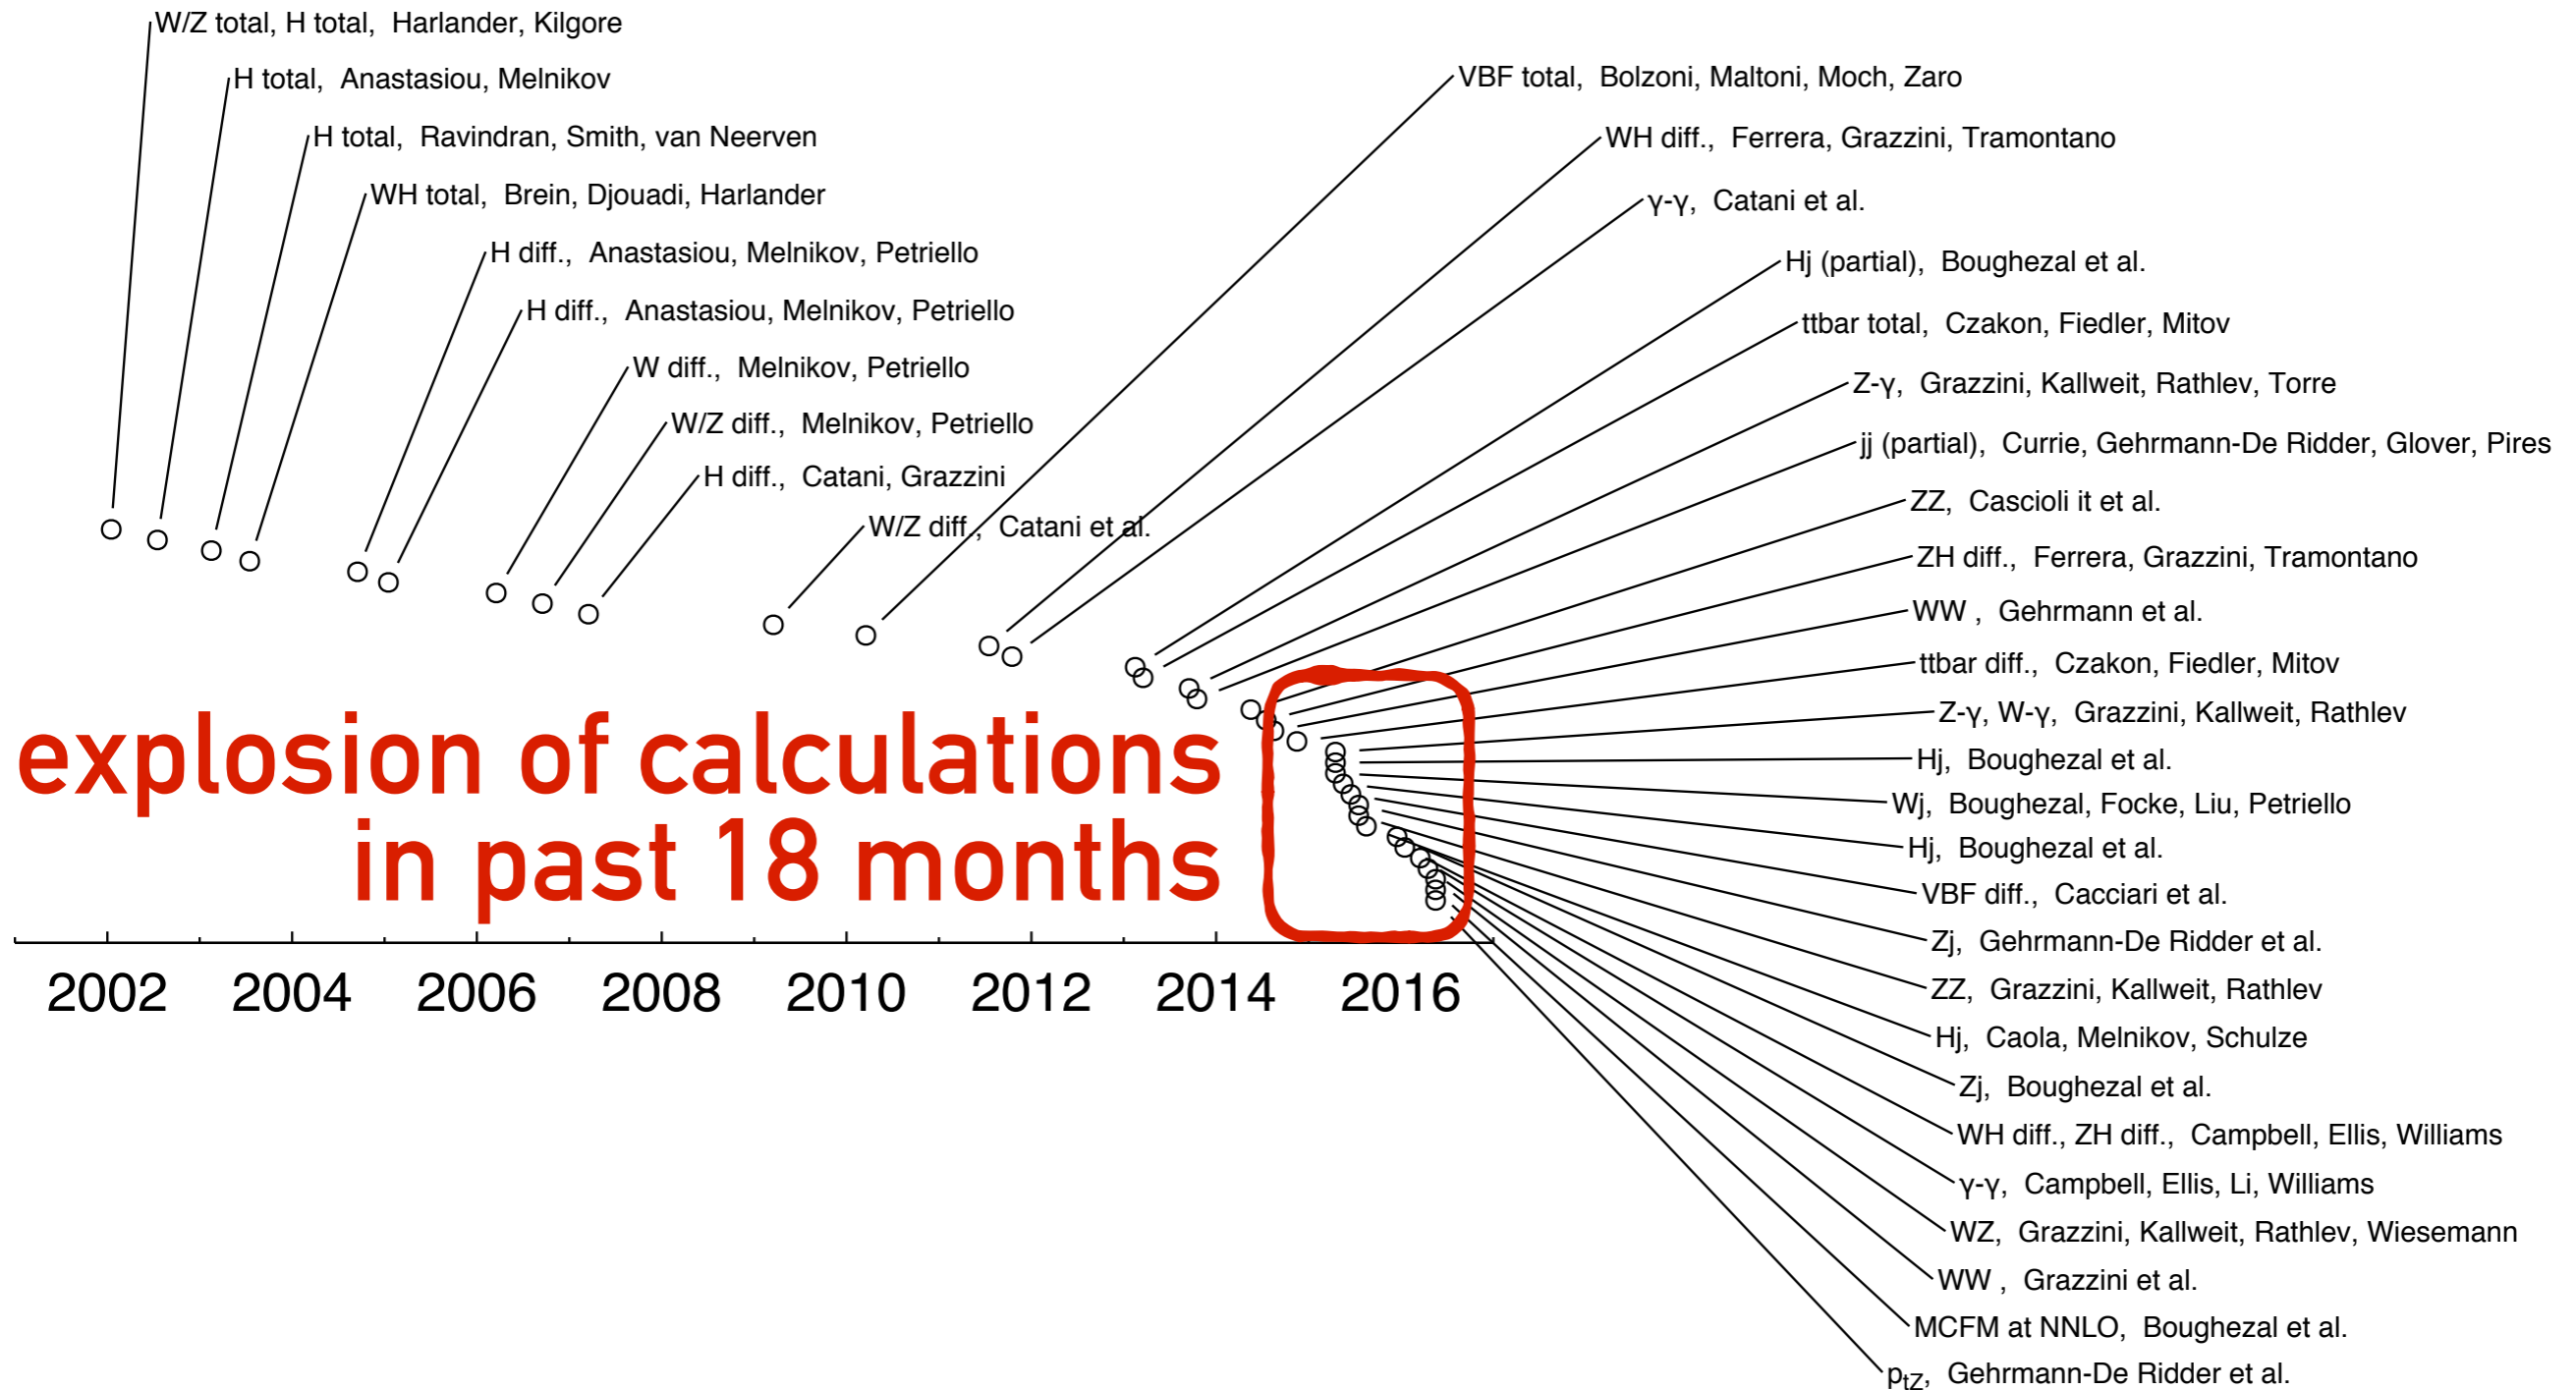 W/Z total, H total, Harlander, Kilgore
H total, Anastasiou, Melnikov
H total, Ravindran, Smith, van Neerven
WH total, Brein, Djouadi, Harlander
H diff., Anastasiou, Melnikov, Petriello
H diff., Anastasiou, Melnikov, Petriello
W diff., Melnikov, Petriello
W/Z diff., Melnikov, Petriello
H diff., Catani, Grazzini
W/Z diff., Catani et al.
VBF total, Bolzoni, Maltoni, Moch, Zaro
WH diff., Ferrera, Grazzini, Tramontano
γ-γ, Catani et al.
Hj (partial), Boughezal et al.
ttbar total, Czakon, Fiedler, Mitov
Z-γ, Grazzini, Kallweit, Rathlev, Torre
jj (partial), Currie, Gehrmann-De Ridder, Glover, Pires
ZZ, Cascioli it et al.
ZH diff., Ferrera, Grazzini, Tramontano
WW , Gehrmann et al.
ttbar diff., Czakon, Fiedler, Mitov
Z-γ, W-γ, Grazzini, Kallweit, Rathlev
Hj, Boughezal et al.
Wj, Boughezal, Focke, Liu, Petriello
Hj, Boughezal et al.
VBF diff., Cacciari et al.
Zj, Gehrmann-De Ridder et al.
ZZ, Grazzini, Kallweit, Rathlev
Hj, Caola, Melnikov, Schulze
Zj, Boughezal et al.
WH diff., ZH diff., Campbell, Ellis, Williams
γ-γ, Campbell, Ellis, Li, Williams
WZ, Grazzini, Kallweit, Rathlev, Wiesemann
WW , Grazzini et al.
MCFM at NNLO, Boughezal et al.
ptZ, Gehrmann-De Ridder et al.
explosion of calculations
in past 18 months
2002 2004 2006 2008 2010 2012 2014 2016